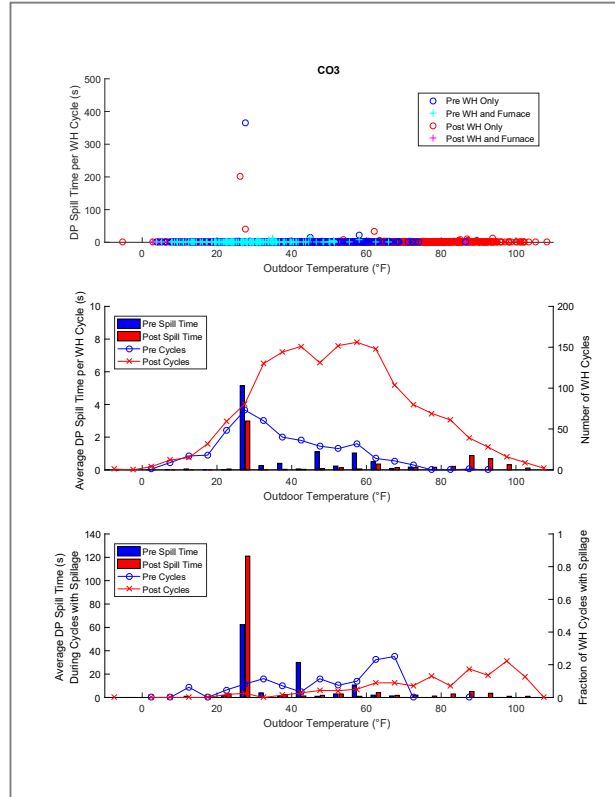 CO3
DP Spill Time per WH Cycle (s)
500
400
300
200
100
0
Pre WH Only
Pre WH and Furnace
Post WH Only
Post WH and Furnace
0 20 40 60 80 100
Outdoor Temperature (°F)
Average DP Spill Time per WH Cycle (s)
10
8
6
4
2
0
Pre Spill Time
Post Spill Time
Pre Cycles
Post Cycles
200
150
100
50
0
Number of WH Cycles
0 20 40 60 80 100
Outdoor Temperature (°F)
Average DP Spill Time (s)
During Cycles with Spillage
140
120
100
80
60
40
20
0
Pre Spill Time
Post Spill Time
Pre Cycles
Post Cycles
1
0.8
0.6
0.4
0.2
0
Fraction of WH Cycles with Spillage
0 20 40 60 80 100
Outdoor Temperature (°F)